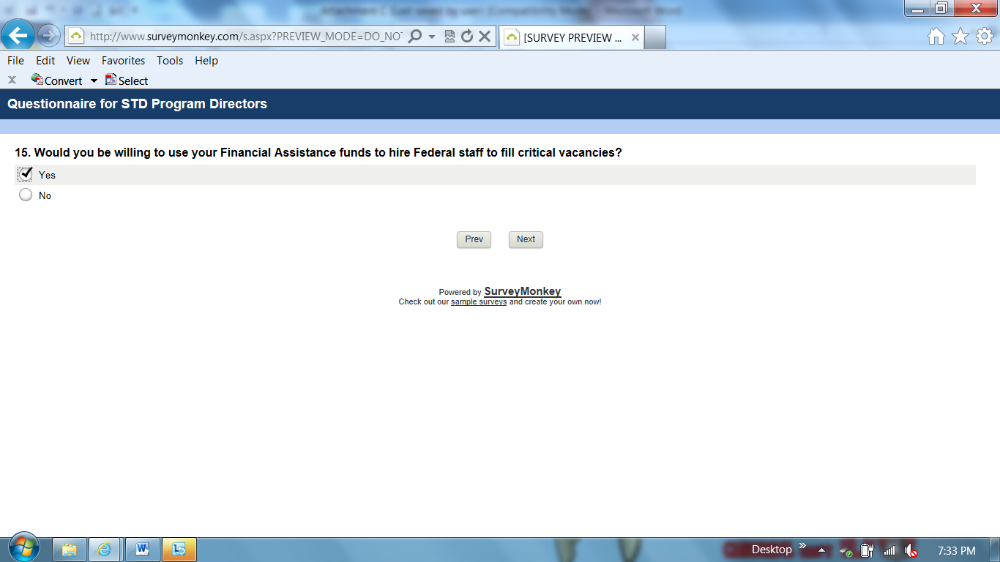 Attachment C (Last saved by user) [Compatibility Mode] - Microsoft Word
http://www.surveymonkey.com/s.aspx?PREVIEW_MODE=DO_NOT
[SURVEY PREVIEW ...
File Edit View Favorites Tools Help
Convert Select
Questionnaire for STD Program Directors
15. Would you be willing to use your Financial Assistance funds to hire Federal staff to fill critical vacancies?
Yes
No
Prev Next
Powered by SurveyMonkey
Check out our sample surveys and create your own now!
Desktop
7:33 PM